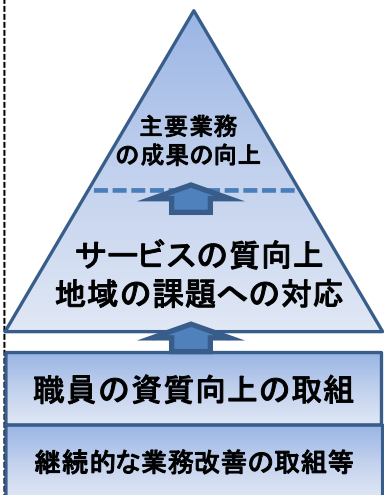 主要業務
の成果の向上
サービスの質向上
地域の課題への対応
職員の資質向上の取組
継続的な業務改善の取組等